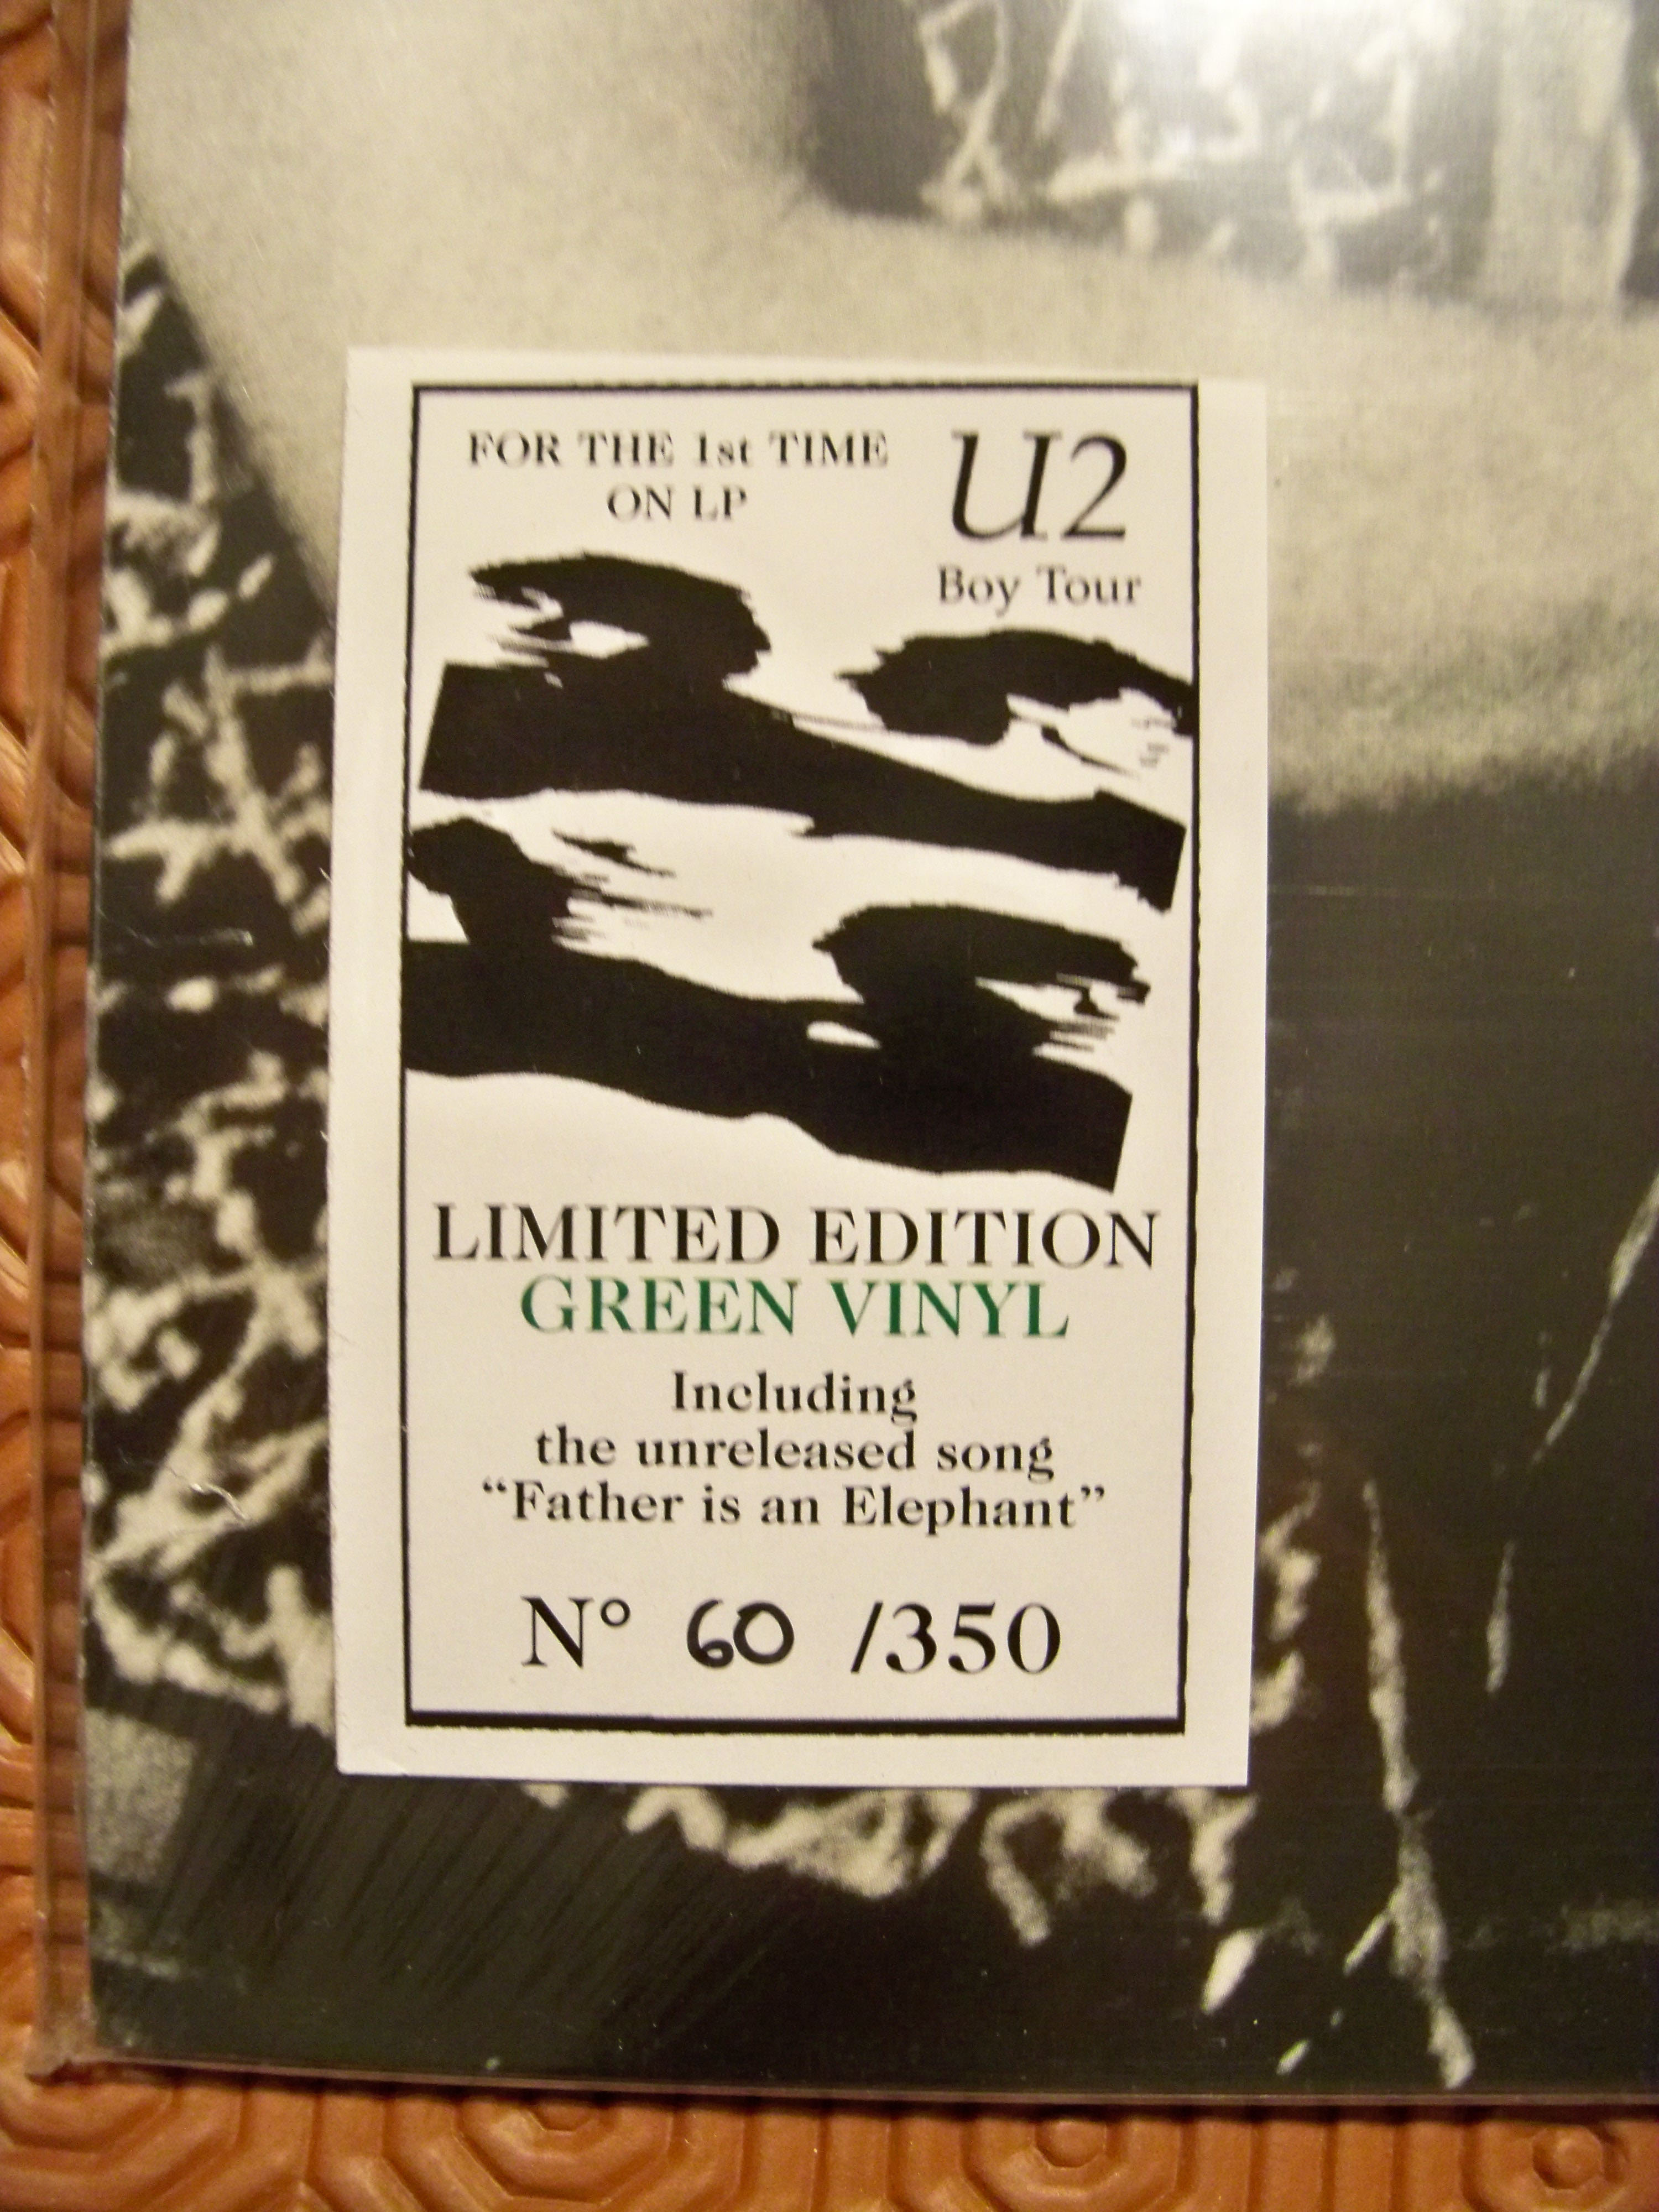 FOR THE 1st TIME
ON LP
U2
Boy Tour
LIMITED EDITION
GREEN VINYL
Including
the unreleased song
“Father is an Elephant”
N° 60 /350